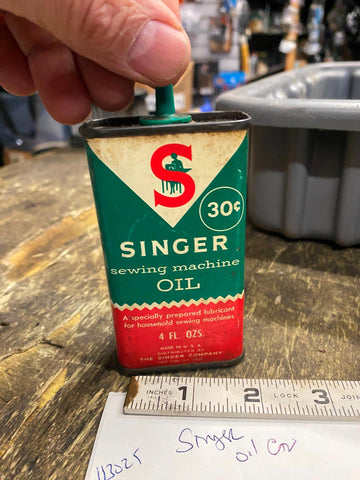 S
30¢
SINGER
sewing machine
OIL
A specially prepared lubricant
for household sewing machines
4 FL. OZS.
MADE IN U.S.A.
DISTRIBUTED BY
THE SINGER COMPANY
INCHES 1 2 LOCK 3
113025
Singer
oil can